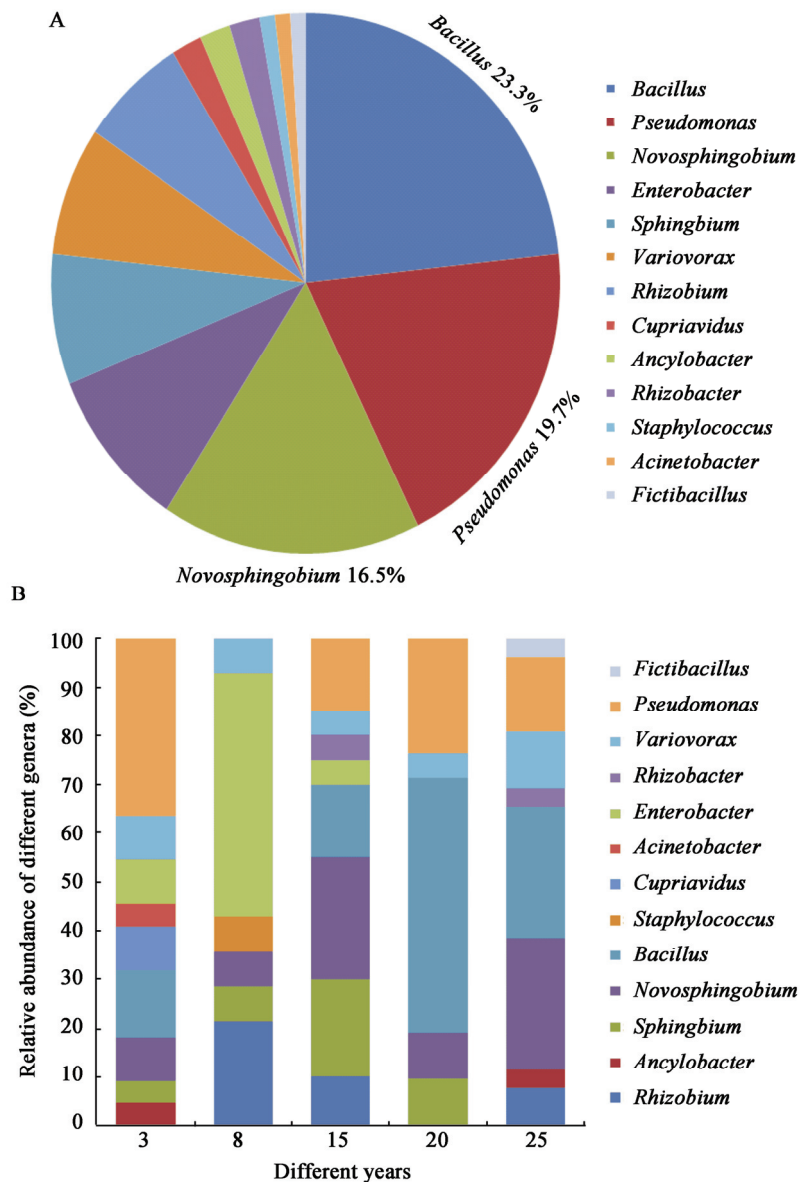 A
Bacillus 23.3%
Pseudomonas 19.7%
Novosphingobium 16.5%
Bacillus
Pseudomonas
Novosphingobium
Enterobacter
Sphingbium
Variovorax
Rhizobium
Cupriavidus
Ancylobacter
Rhizobacter
Staphylococcus
Acinetobacter
Fictibacillus
B
Relative abundance of different genera (%)
100
90
80
70
60
50
40
30
20
10
0
3 8 15 20 25
Different years
Fictibacillus
Pseudomonas
Variovorax
Rhizobacter
Enterobacter
Acinetobacter
Cupriavidus
Staphylococcus
Bacillus
Novosphingobium
Sphingbium
Ancylobacter
Rhizobium